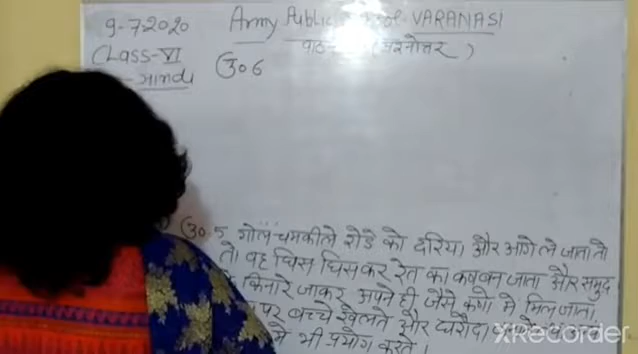 9-7-2020
Army Public VARANASI
CLASS-VI
पाठ (प्रश्नोत्तर)
उ० 6
उ० 5 गोल चमकीले रोडे को दरिया और आगे ले जाता तो
तो वह घिस घिसकर रेत का कण बन जाता और समुद्र
किनारे जाकर अपने ही जैसे कणों में मिल जाता
पर बच्चे खेलते और घरौंदा
में भी प्रयोग करते।
XRecorder